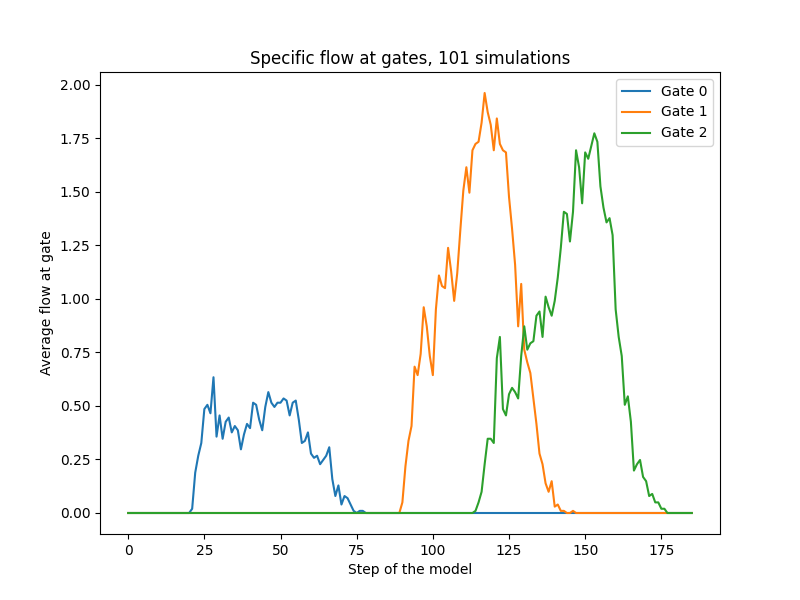 Specific flow at gates, 101 simulations
Gate 0
Gate 1
Gate 2
2.00
1.75
1.50
1.25
1.00
0.75
0.50
0.25
0.00
Average flow at gate
0 25 50 75 100 125 150 175
Step of the model